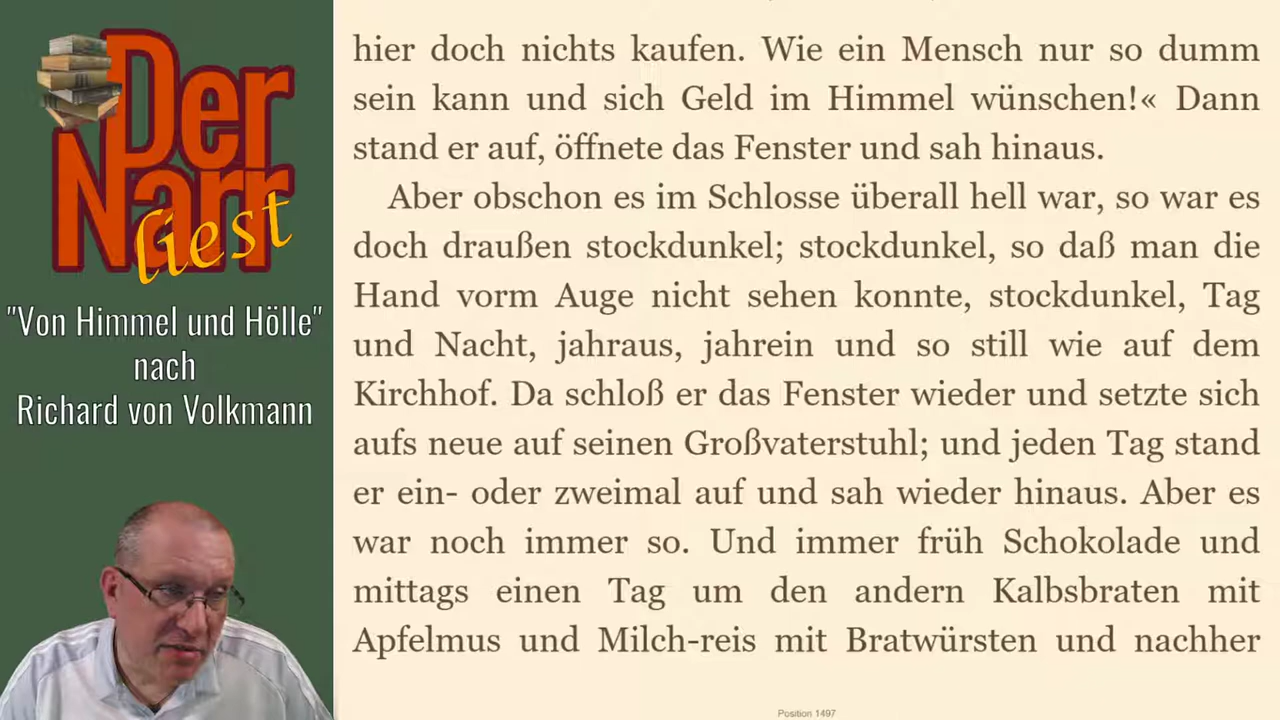 Der
Narr
liest
"Von Himmel und Hölle"
nach
Richard von Volkmann
hier doch nichts kaufen. Wie ein Mensch nur so dumm
sein kann und sich Geld im Himmel wünschen!« Dann
stand er auf, öffnete das Fenster und sah hinaus.
Aber obschon es im Schlosse überall hell war, so war es
doch draußen stockdunkel; stockdunkel, so daß man die
Hand vorm Auge nicht sehen konnte, stockdunkel, Tag
und Nacht, jahraus, jahrein und so still wie auf dem
Kirchhof. Da schloß er das Fenster wieder und setzte sich
aufs neue auf seinen Großvaterstuhl; und jeden Tag stand
er ein- oder zweimal auf und sah wieder hinaus. Aber es
war noch immer so. Und immer früh Schokolade und
mittags einen Tag um den andern Kalbsbraten mit
Apfelmus und Milch-reis mit Bratwürsten und nachher
Position 1497